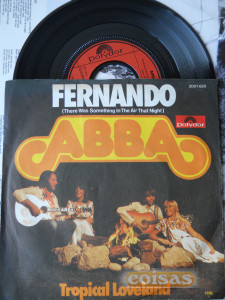 polydor
FERNANDO
(There Was Something In The Air That Night)
ABBA
Polydor
Tropical Loveland
coisas